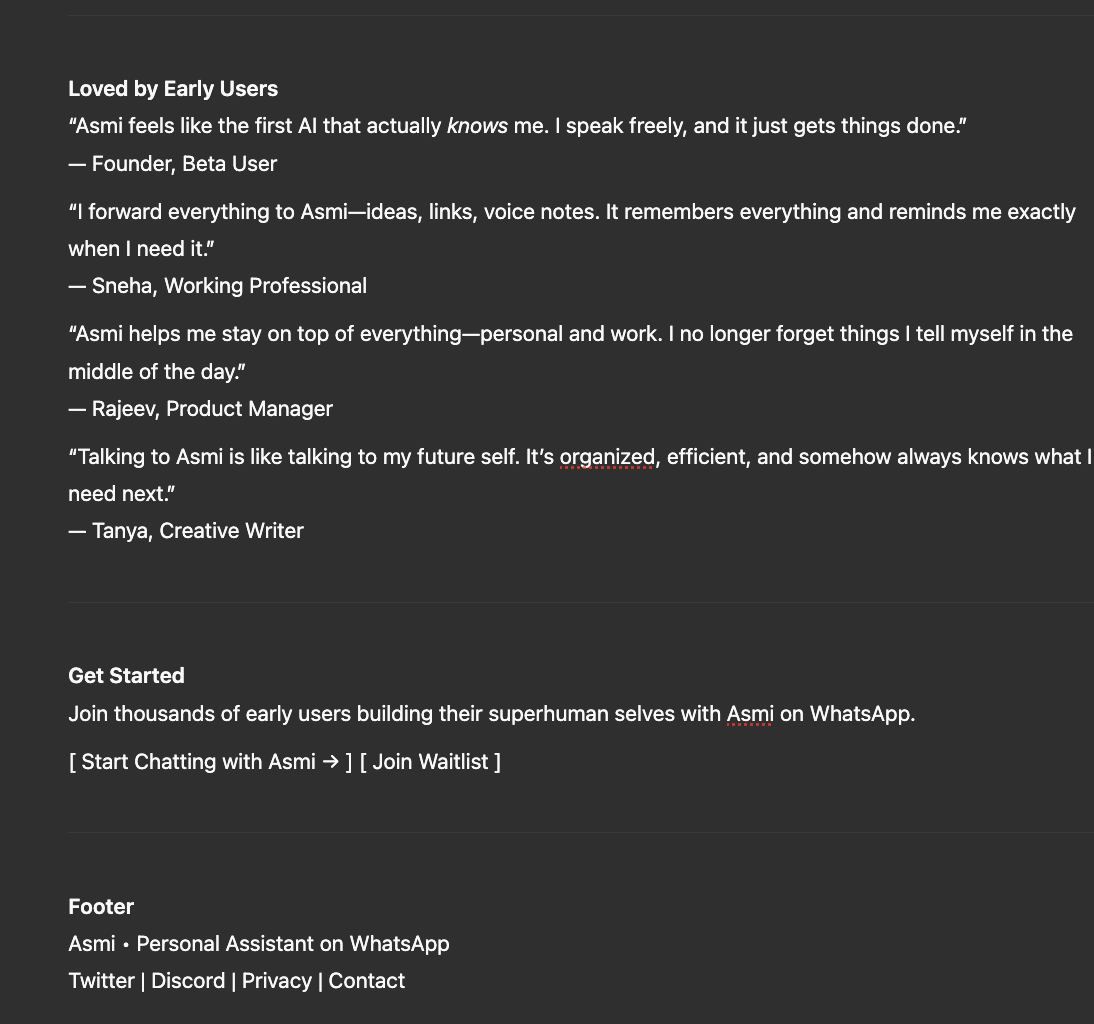 Loved by Early Users
“Asmi feels like the first AI that actually knows me. I speak freely, and it just gets things done.”
— Founder, Beta User
“I forward everything to Asmi—ideas, links, voice notes. It remembers everything and reminds me exactly
when I need it.”
— Sneha, Working Professional
“Asmi helps me stay on top of everything—personal and work. I no longer forget things I tell myself in the
middle of the day.”
— Rajeev, Product Manager
“Talking to Asmi is like talking to my future self. It’s organized, efficient, and somehow always knows what I
need next.”
— Tanya, Creative Writer
Get Started
Join thousands of early users building their superhuman selves with Asmi on WhatsApp.
[ Start Chatting with Asmi → ] [ Join Waitlist ]
Footer
Asmi • Personal Assistant on WhatsApp
Twitter | Discord | Privacy | Contact